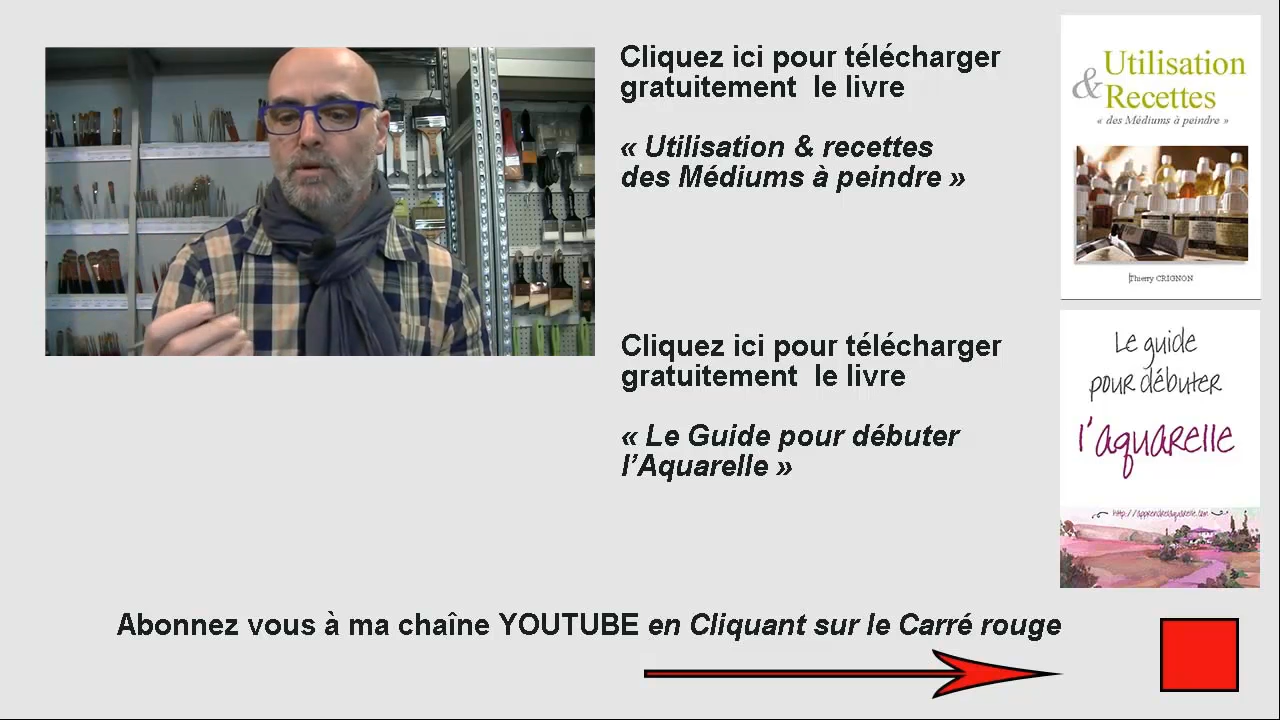 Cliquez ici pour télécharger
gratuitement le livre
« Utilisation & recettes
des Médiums à peindre »
Utilisation
& Recettes
« des Médiums à peindre »
Thierry CRIGNON
Cliquez ici pour télécharger
gratuitement le livre
« Le Guide pour débuter
l’Aquarelle »
Le guide
pour débuter
l'aquarelle
Abonnez vous à ma chaîne YOUTUBE en Cliquant sur le Carré rouge